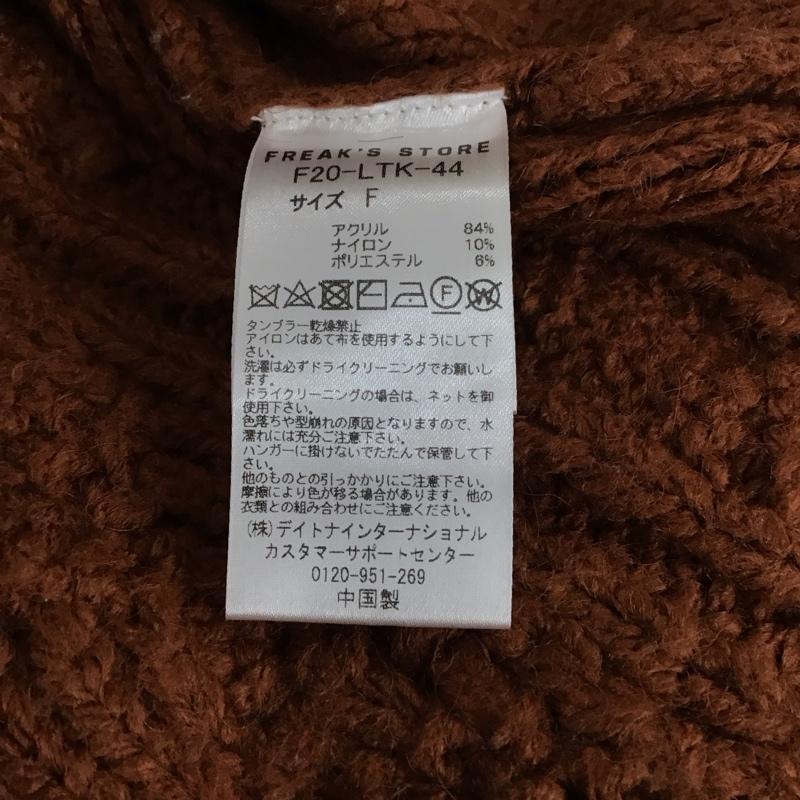 FREAK'S STORE
F20-LTK-44
サイズ F
アクリル 84%
ナイロン 10%
ポリエステル 6%
F W
タンブラー乾燥禁止
アイロンはあて布を使用するようにして下
さい。
洗濯は必ずドライクリーニングでお願いし
ます。
ドライクリーニングの場合は、ネットを御
使用下さい。
色落ちや型崩れの原因となりますので、水
濡れには充分ご注意下さい。
ハンガーに掛けないでたたんで保管して下
さい。
他のものとの引っかかりにご注意下さい。
摩擦により色が移る場合があります。他の
衣類との組み合わせにご注意ください。
(株)デイトナインターナショナル
カスタマーサポートセンター
0120-951-269
中国製